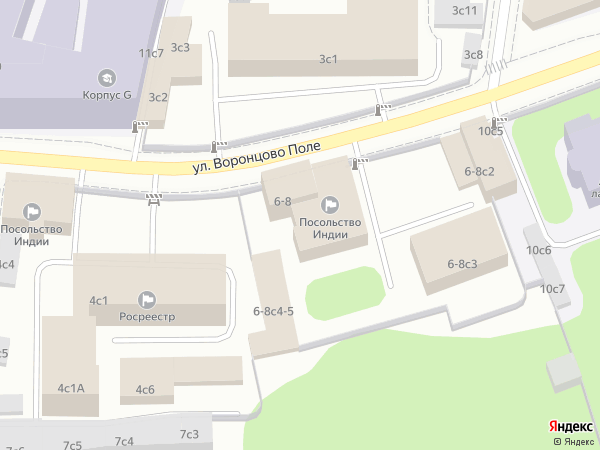 3с11
3с3
11с7
3с1
3с8
Корпус G
3с2
10с5
ул. Воронцово Поле
6-8с2
6-8
Посольство
Индии
Посольство
Индии
10с6
4с4
6-8с3
10с7
4с1
6-8с4-5
Росреестр
4с1А
4с6
7с3
7с4
7с5
Яндекс
© Яндекс